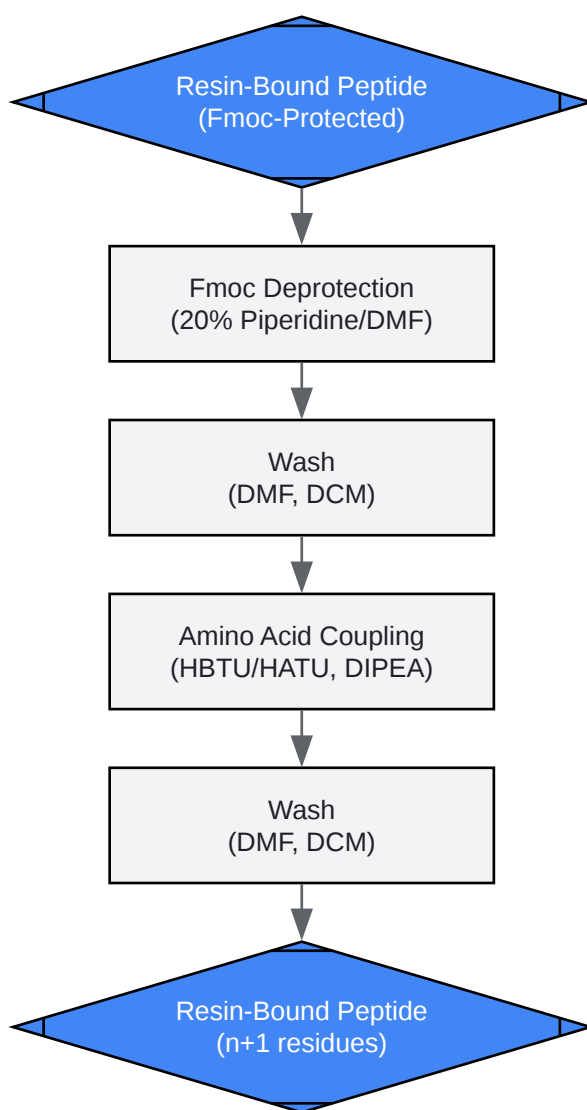 Resin-Bound Peptide
(Fmoc-Protected)
Fmoc Deprotection
(20% Piperidine/DMF)
Wash
(DMF, DCM)
Amino Acid Coupling
(HBTU/HATU, DIPEA)
Wash
(DMF, DCM)
Resin-Bound Peptide
(n+1 residues)